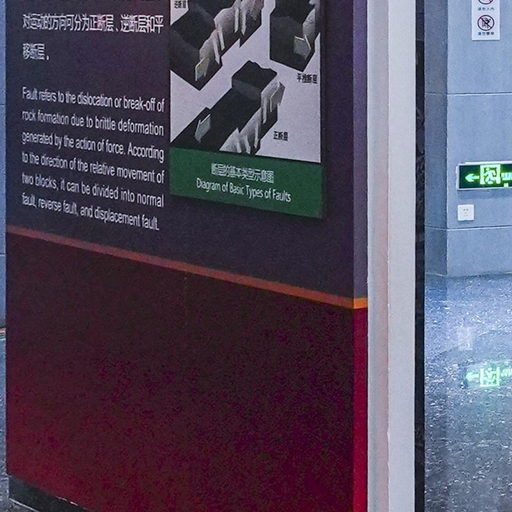 对运动的方向可分为正断层、逆断层和平
移断层。
Fault refers to the dislocation or break-off of
rock formation due to brittle deformation
generated by the action of force. According
to the direction of the relative movement of
two blocks, it can be divided into normal
fault, reverse fault, and displacement fault.
逆断层
平推断层
正断层
断层的基本类型示意图
Diagram of Basic Types of Faults